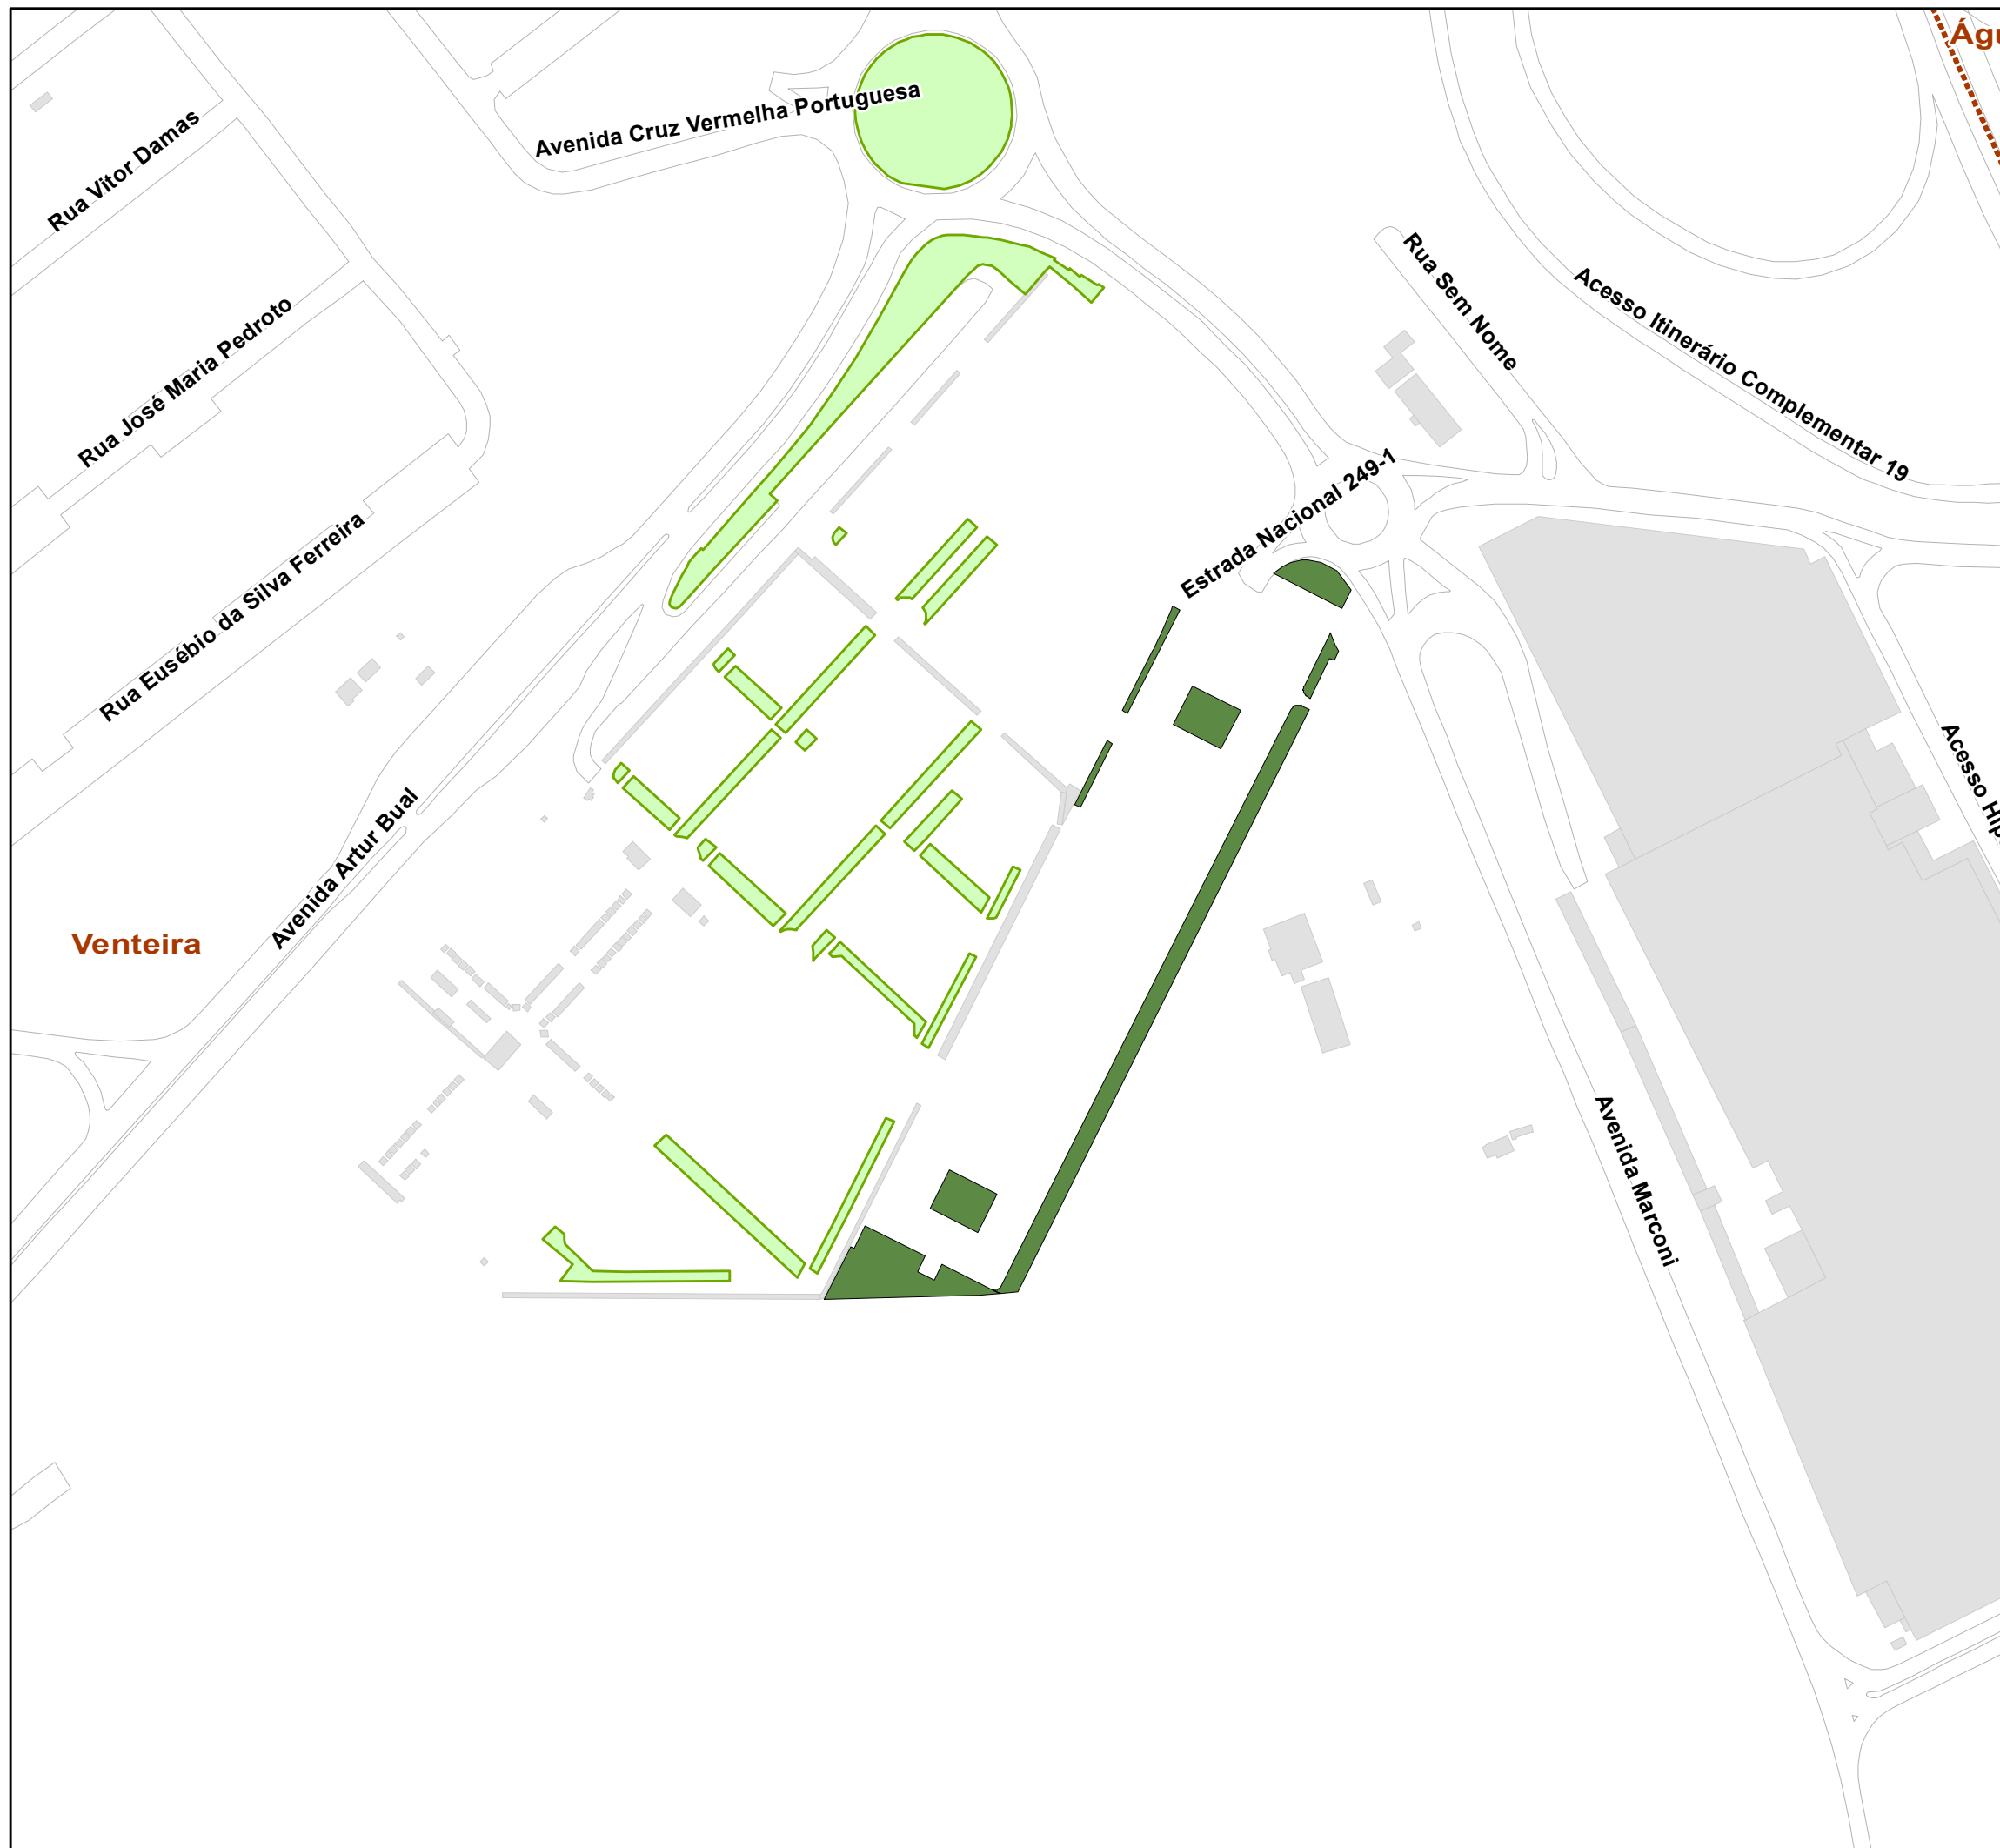 Avenida Cruz Vermelha Portuguesa
Rua Vitor Damas
Rua Sem Nome
Acesso Itinerário Complementar 19
Rua José Maria Pedroto
Estrada Nacional 249-1
Rua Eusébio da Silva Ferreira
Avenida Artur Bual
Acesso
Venteira
Avenida Marconi